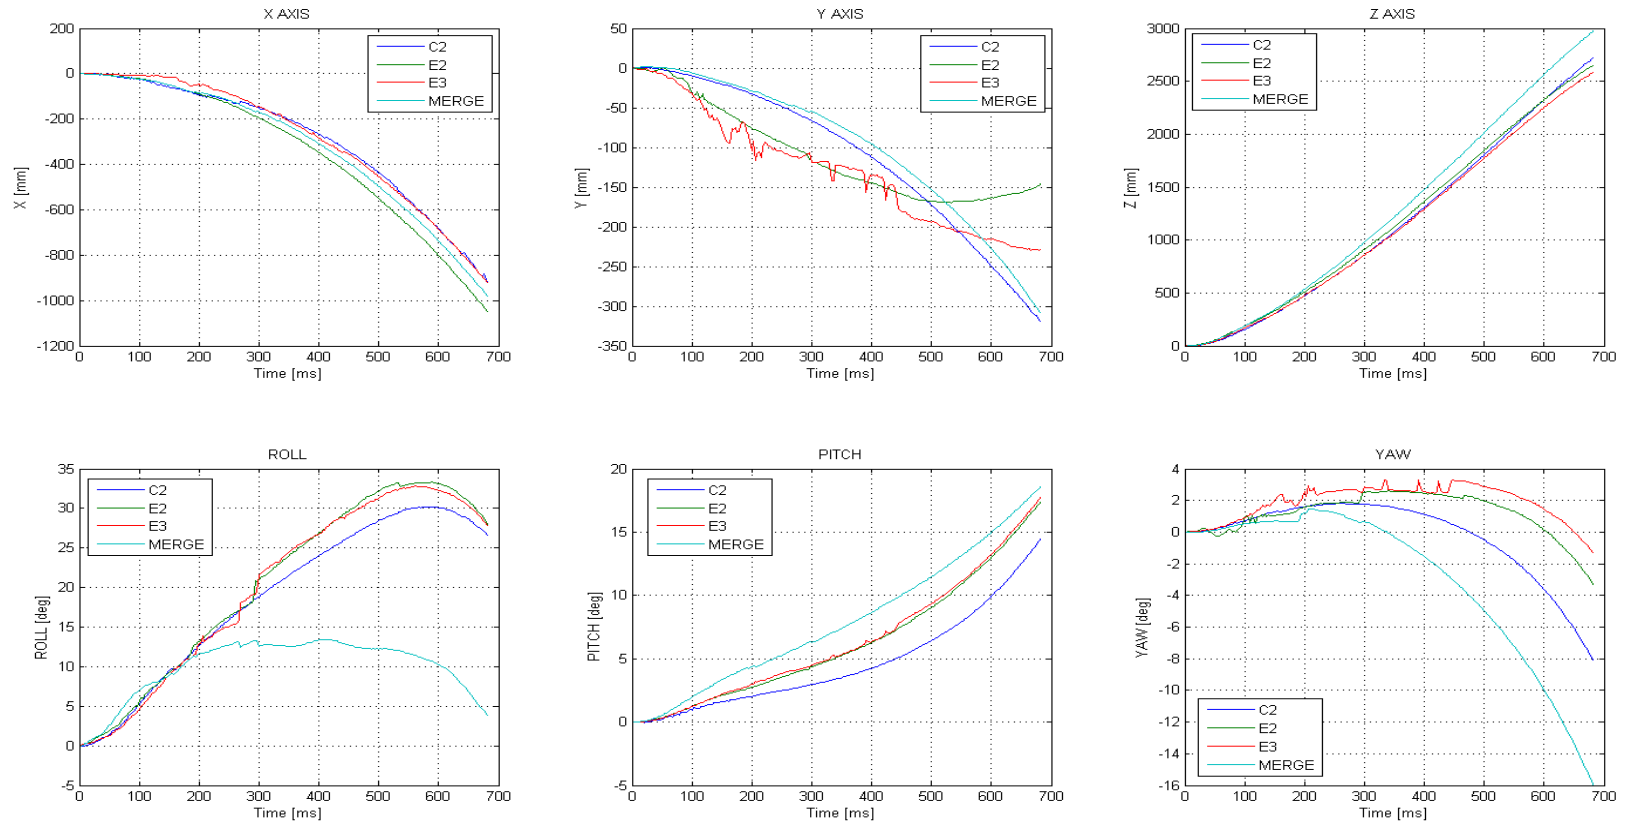 X AXIS
200
0
-200
-400
-600
-800
-1000
-1200
X [mm]
C2
E2
E3
MERGE
0 100 200 300 400 500 600 700
Time [ms]
Y AXIS
50
0
-50
-100
-150
-200
-250
-300
-350
Y [mm]
C2
E2
E3
MERGE
0 100 200 300 400 500 600 700
Time [ms]
Z AXIS
3000
2500
2000
1500
1000
500
0
Z [mm]
C2
E2
E3
MERGE
0 100 200 300 400 500 600 700
Time [ms]
ROLL
35
30
25
20
15
10
5
0
-5
ROLL [deg]
C2
E2
E3
MERGE
0 100 200 300 400 500 600 700
Time [ms]
PITCH
20
15
10
5
0
-5
PITCH [deg]
C2
E2
E3
MERGE
0 100 200 300 400 500 600 700
Time [ms]
YAW
4
2
0
-2
-4
-6
-8
-10
-12
-14
-16
YAW [deg]
C2
E2
E3
MERGE
0 100 200 300 400 500 600 700
Time [ms]